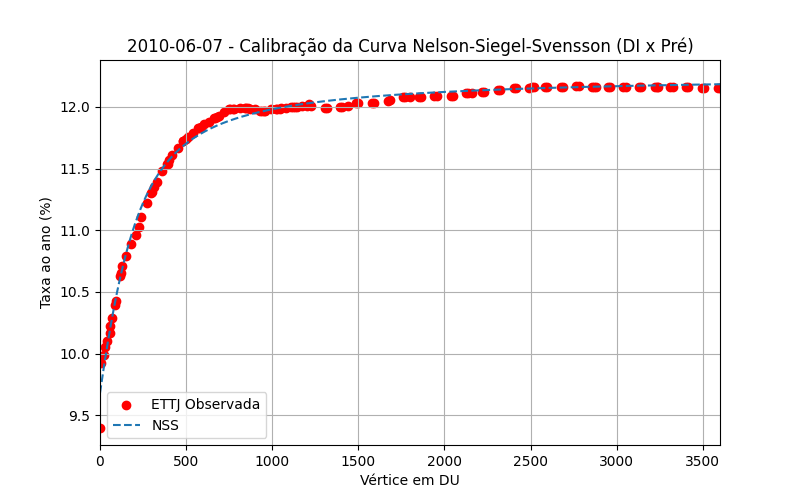 2010-06-07 - Calibração da Curva Nelson-Siegel-Svensson (DI x Pré)
Taxa ao ano (%)
12.0
11.5
11.0
10.5
10.0
9.5
ETTJ Observada
NSS
0 500 1000 1500 2000 2500 3000 3500
Vértice em DU